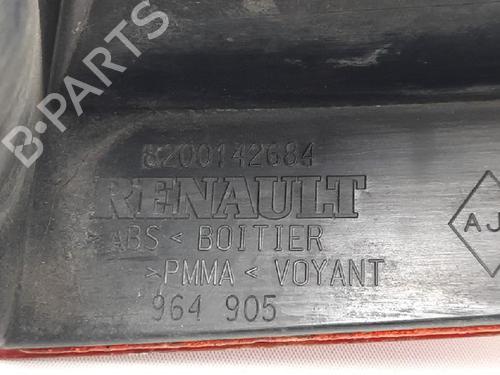 B-PARTS
8200142684
RENAULT
>ABS< BOITIER
>PMMA< VOYANT
964 905
AJ